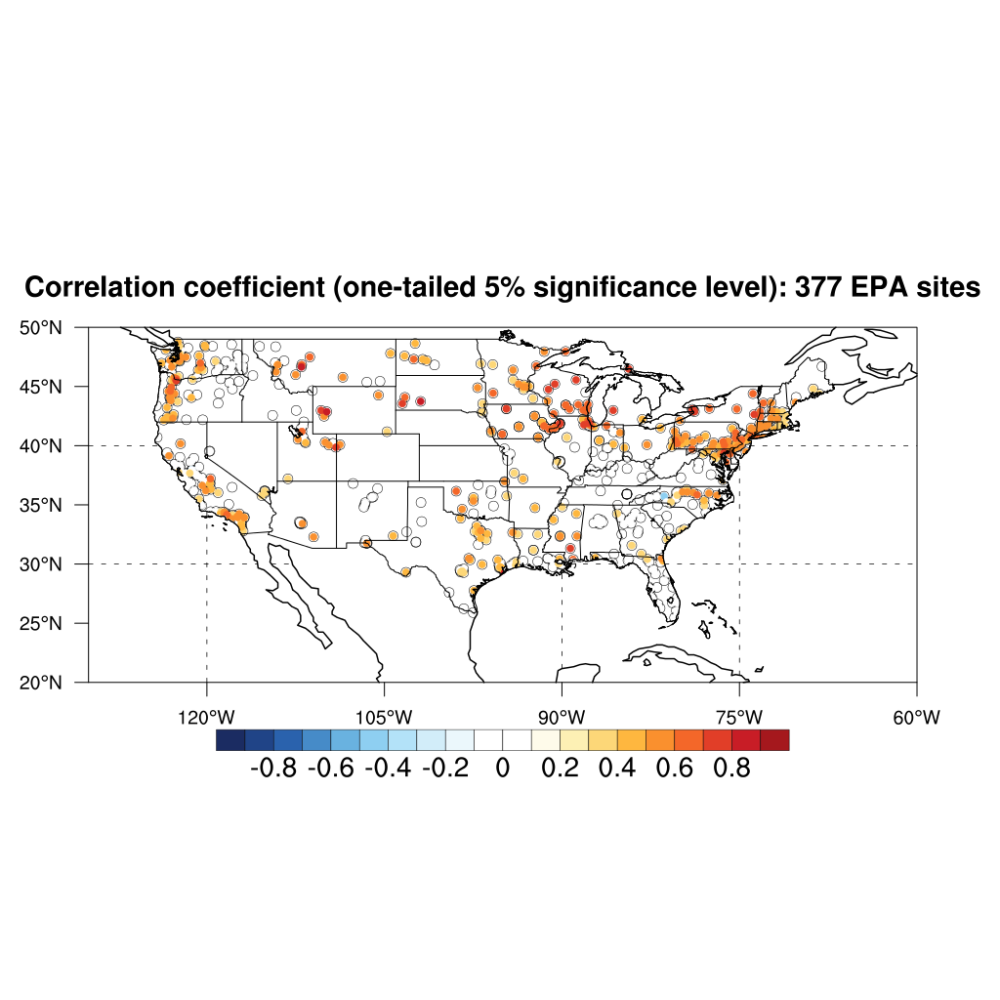 Correlation coefficient (one-tailed 5% significance level): 377 EPA sites
50°N
45°N
40°N
35°N
30°N
25°N
20°N
120°W 105°W 90°W 75°W 60°W
-0.8 -0.6 -0.4 -0.2 0 0.2 0.4 0.6 0.8